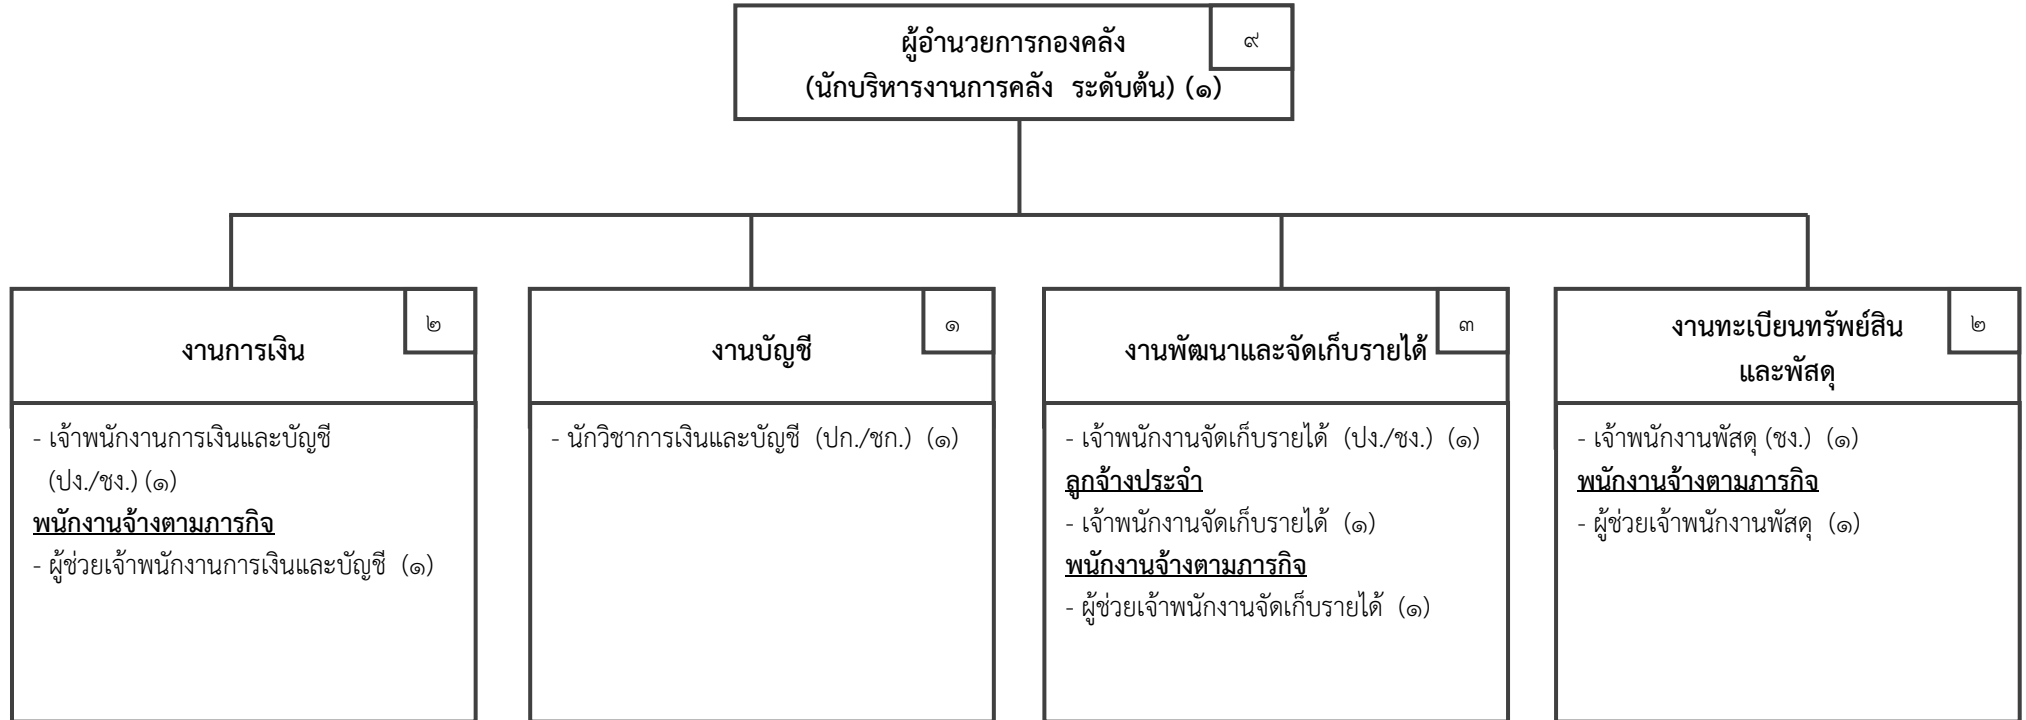 ผู้อำนวยการกองคลัง
๙
(นักบริหารงานการคลัง ระดับต้น) (๑)
งานการเงิน
๒
- เจ้าพนักงานการเงินและบัญชี
(ปง./ชง.) (๑)
พนักงานจ้างตามภารกิจ
- ผู้ช่วยเจ้าพนักงานการเงินและบัญชี (๑)
งานบัญชี
๑
- นักวิชาการเงินและบัญชี (ปก./ชก.) (๑)
งานพัฒนาและจัดเก็บรายได้
๓
- เจ้าพนักงานจัดเก็บรายได้ (ปง./ชง.) (๑)
ลูกจ้างประจำ
- เจ้าพนักงานจัดเก็บรายได้ (๑)
พนักงานจ้างตามภารกิจ
- ผู้ช่วยเจ้าพนักงานจัดเก็บรายได้ (๑)
งานทะเบียนทรัพย์สิน
และพัสดุ
๒
- เจ้าพนักงานพัสดุ (ชง.) (๑)
พนักงานจ้างตามภารกิจ
- ผู้ช่วยเจ้าพนักงานพัสดุ (๑)